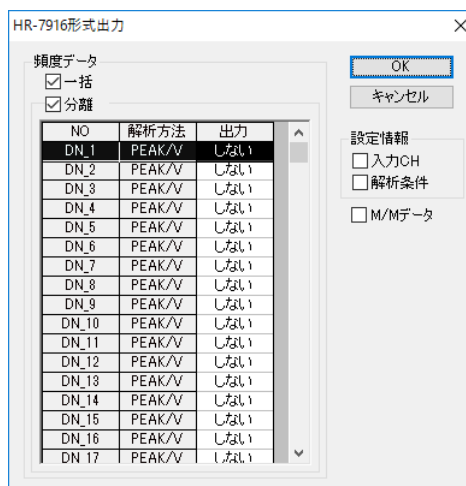 HR-7916形式出力
頻度データ
一括
分離
NO 解析方法 出力
DN_1 PEAK/V しない
DN_2 PEAK/V しない
DN_3 PEAK/V しない
DN_4 PEAK/V しない
DN_5 PEAK/V しない
DN_6 PEAK/V しない
DN_7 PEAK/V しない
DN_8 PEAK/V しない
DN_9 PEAK/V しない
DN_10 PEAK/V しない
DN_11 PEAK/V しない
DN_12 PEAK/V しない
DN_13 PEAK/V しない
DN_14 PEAK/V しない
DN_15 PEAK/V しない
DN_16 PEAK/V しない
DN_17 PEAK/V しない
OK
キャンセル
設定情報
入力CH
解析条件
M/Mデータ